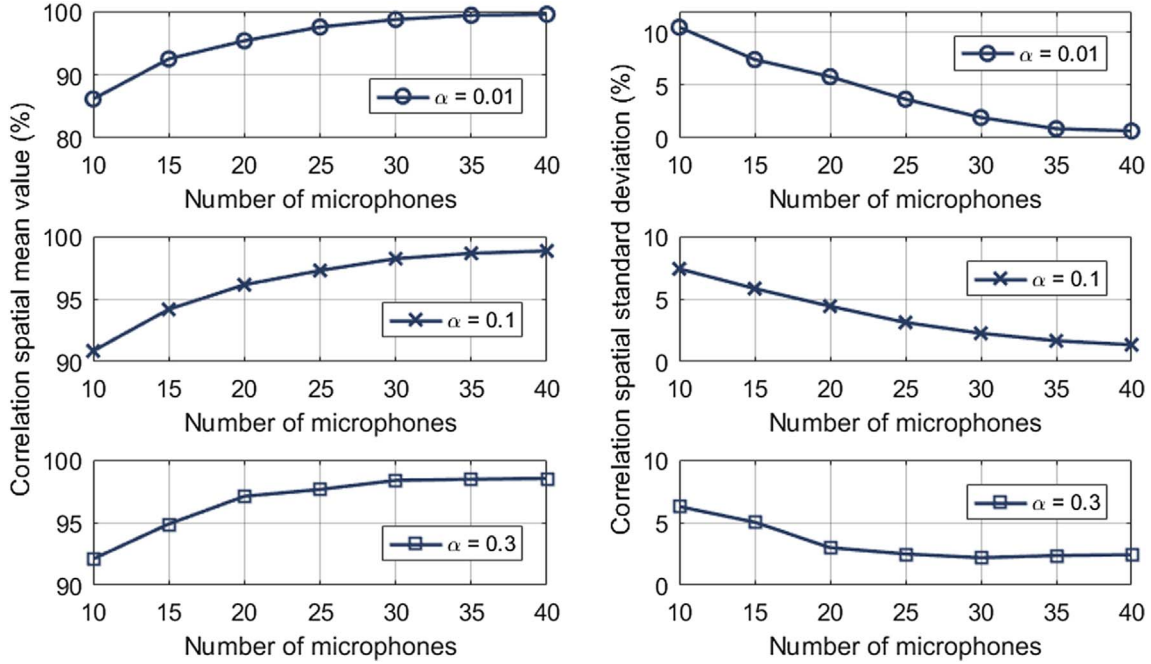 Correlation spatial mean value (%)
100
90
80
α = 0.01
10 15 20 25 30 35 40
Number of microphones
100
95
90
α = 0.1
10 15 20 25 30 35 40
Number of microphones
100
95
90
α = 0.3
10 15 20 25 30 35 40
Number of microphones
Correlation spatial standard deviation (%)
10
5
0
α = 0.01
10 15 20 25 30 35 40
Number of microphones
10
5
0
α = 0.1
10 15 20 25 30 35 40
Number of microphones
10
5
0
α = 0.3
10 15 20 25 30 35 40
Number of microphones